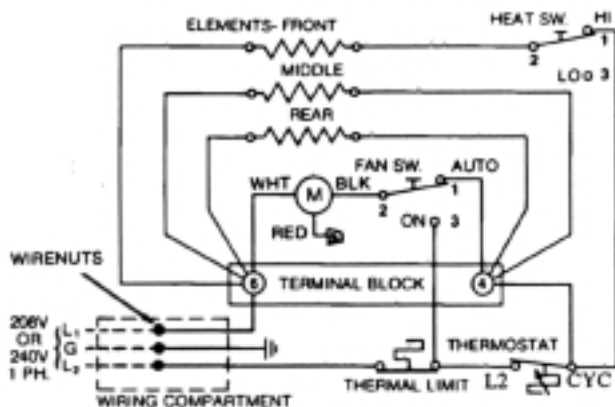 ELEMENTS- FRONT
HEAT SW.
HI
1
2
LO 3
MIDDLE
REAR
FAN SW.
AUTO
WHT
M
BLK
1
2
RED
ON 3
WIRENUTS
5
TERMINAL BLOCK
4
208V
OR
240V
1 PH.
L1
G
L2
THERMAL LIMIT
THERMOSTAT
L2
CYC
WIRING COMPARTMENT